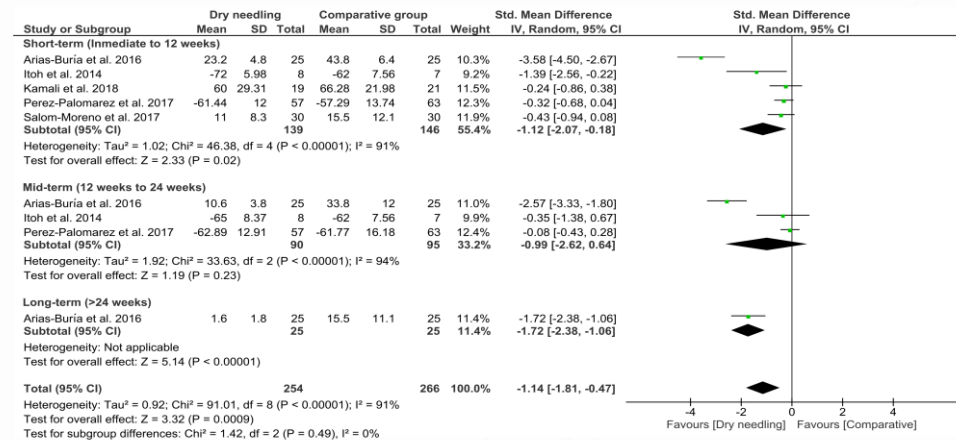 Dry needling Comparative group Std. Mean Difference Std. Mean Difference
Study or Subgroup Mean SD Total Mean SD Total Weight IV, Random, 95% CI IV, Random, 95% CI
Short-term (Inmediate to 12 weeks)
Arias-Buría et al. 2016 23.2 4.8 25 43.8 6.4 25 10.3% -3.58 [-4.50, -2.67]
Itoh et al. 2014 -72 5.98 8 -62 7.56 7 9.2% -1.39 [-2.56, -0.22]
Kamali et al. 2018 60 29.31 19 66.28 21.98 21 11.5% -0.24 [-0.86, 0.38]
Perez-Palomarez et al. 2017 -61.44 12 57 -57.29 13.74 63 12.5% -0.32 [-0.68, 0.04]
Salom-Moreno et al. 2017 11 8.3 30 15.5 12.1 30 11.9% -0.43 [-0.94, 0.08]
Subtotal (95% CI) 139 146 55.4% -1.12 [-2.07, -0.18]
Heterogeneity: Tau² = 1.02; Chi² = 46.38, df = 4 (P < 0.00001); I² = 91%
Test for overall effect: Z = 2.33 (P = 0.02)
Mid-term (12 weeks to 24 weeks)
Arias-Buría et al. 2016 10.6 3.8 25 33.8 12 25 11.0% -2.57 [-3.33, -1.80]
Itoh et al. 2014 -65 8.37 8 -62 7.56 7 9.8% -0.35 [-1.38, 0.67]
Perez-Palomarez et al. 2017 -62.89 12.91 57 -61.77 16.18 63 12.5% -0.08 [-0.43, 0.28]
Subtotal (95% CI) 90 95 33.2% -0.99 [-2.62, 0.64]
Heterogeneity: Tau² = 1.92; Chi² = 33.63, df = 2 (P < 0.00001); I² = 94%
Test for overall effect: Z = 1.19 (P = 0.23)
Long-term (>24 weeks)
Arias-Buría et al. 2016 1.6 1.8 25 15.5 11.1 25 11.4% -1.72 [-2.38, -1.06]
Subtotal (95% CI) 25 25 11.4% -1.72 [-2.38, -1.06]
Heterogeneity: Not applicable
Test for overall effect: Z = 5.14 (P < 0.00001)
Total (95% CI) 254 266 100.0% -1.14 [-1.81, -0.47]
Heterogeneity: Tau² = 0.92; Chi² = 91.01, df = 8 (P < 0.00001); I² = 91%
Test for overall effect: Z = 3.32 (P = 0.0009)
Test for subgroup differences: Chi² = 1.42, df = 2 (P = 0.49), I² = 0%
-4 -2 0 2 4
Favours [Dry needling] Favours [Comparative]